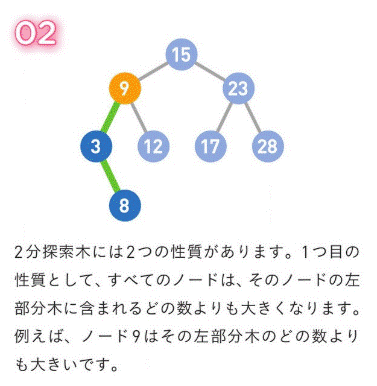 02
15
9
23
3
12
17
28
8
2分探索木には2つの性質があります。1つ目の
性質として、すべてのノードは、そのノードの左
部分木に含まれるどの数よりも大きくなります。
例えば、ノード9はその左部分木のどの数より
も大きいです。